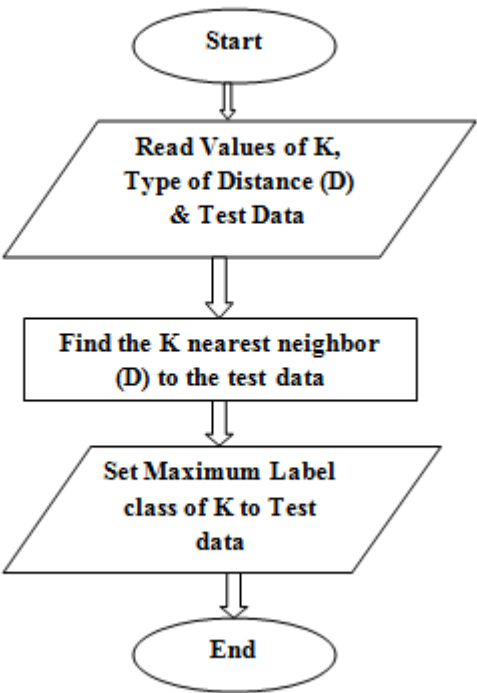 Start
Read Values of K,
Type of Distance (D)
& Test Data
Find the K nearest neighbor
(D) to the test data
Set Maximum Label
class of K to Test
data
End